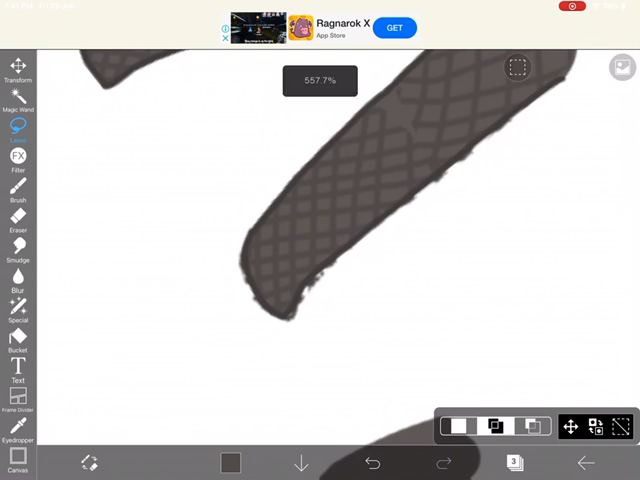 Ragnarok X
App Store
GET
557.7%
Transform
Magic Wand
Lasso
FX
Filter
Brush
Eraser
Smudge
Blur
Special
Bucket
T
Text
Frame Divider
Eyedropper
Canvas
3